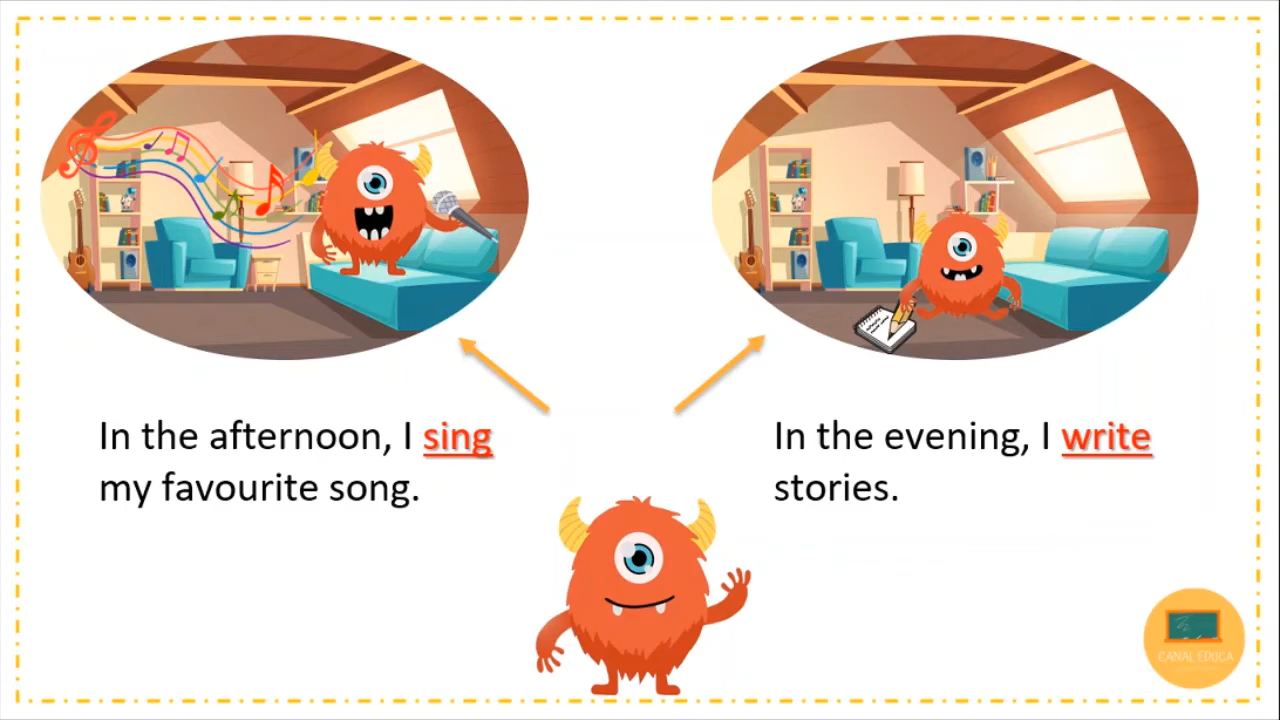 In the afternoon, I sing
my favourite song.
In the evening, I write
stories.
CANAL EDUCA